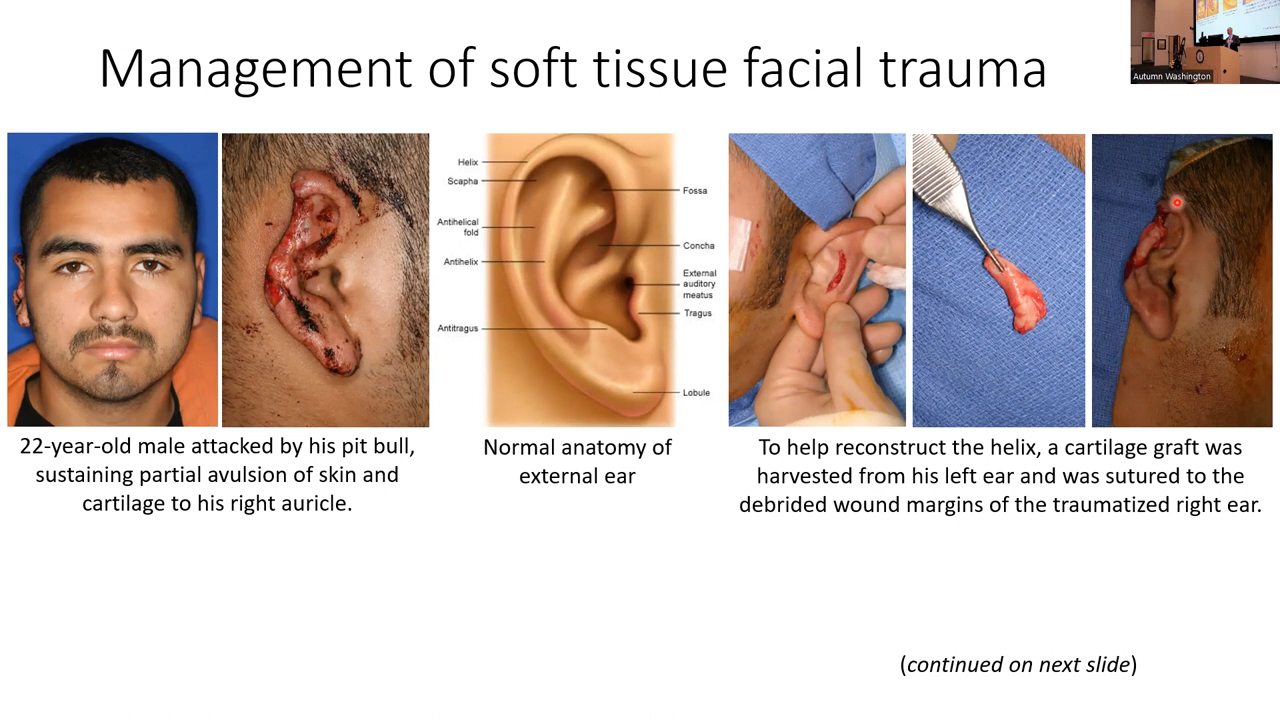 Management of soft tissue facial trauma
Autumn Washington
Helix
Scapha
Antihelical
fold
Antihelix
Antitragus
Fossa
Concha
External
auditory
meatus
Tragus
Lobule
22-year-old male attacked by his pit bull,
sustaining partial avulsion of skin and
cartilage to his right auricle.
Normal anatomy of
external ear
To help reconstruct the helix, a cartilage graft was
harvested from his left ear and was sutured to the
debrided wound margins of the traumatized right ear.
(continued on next slide)